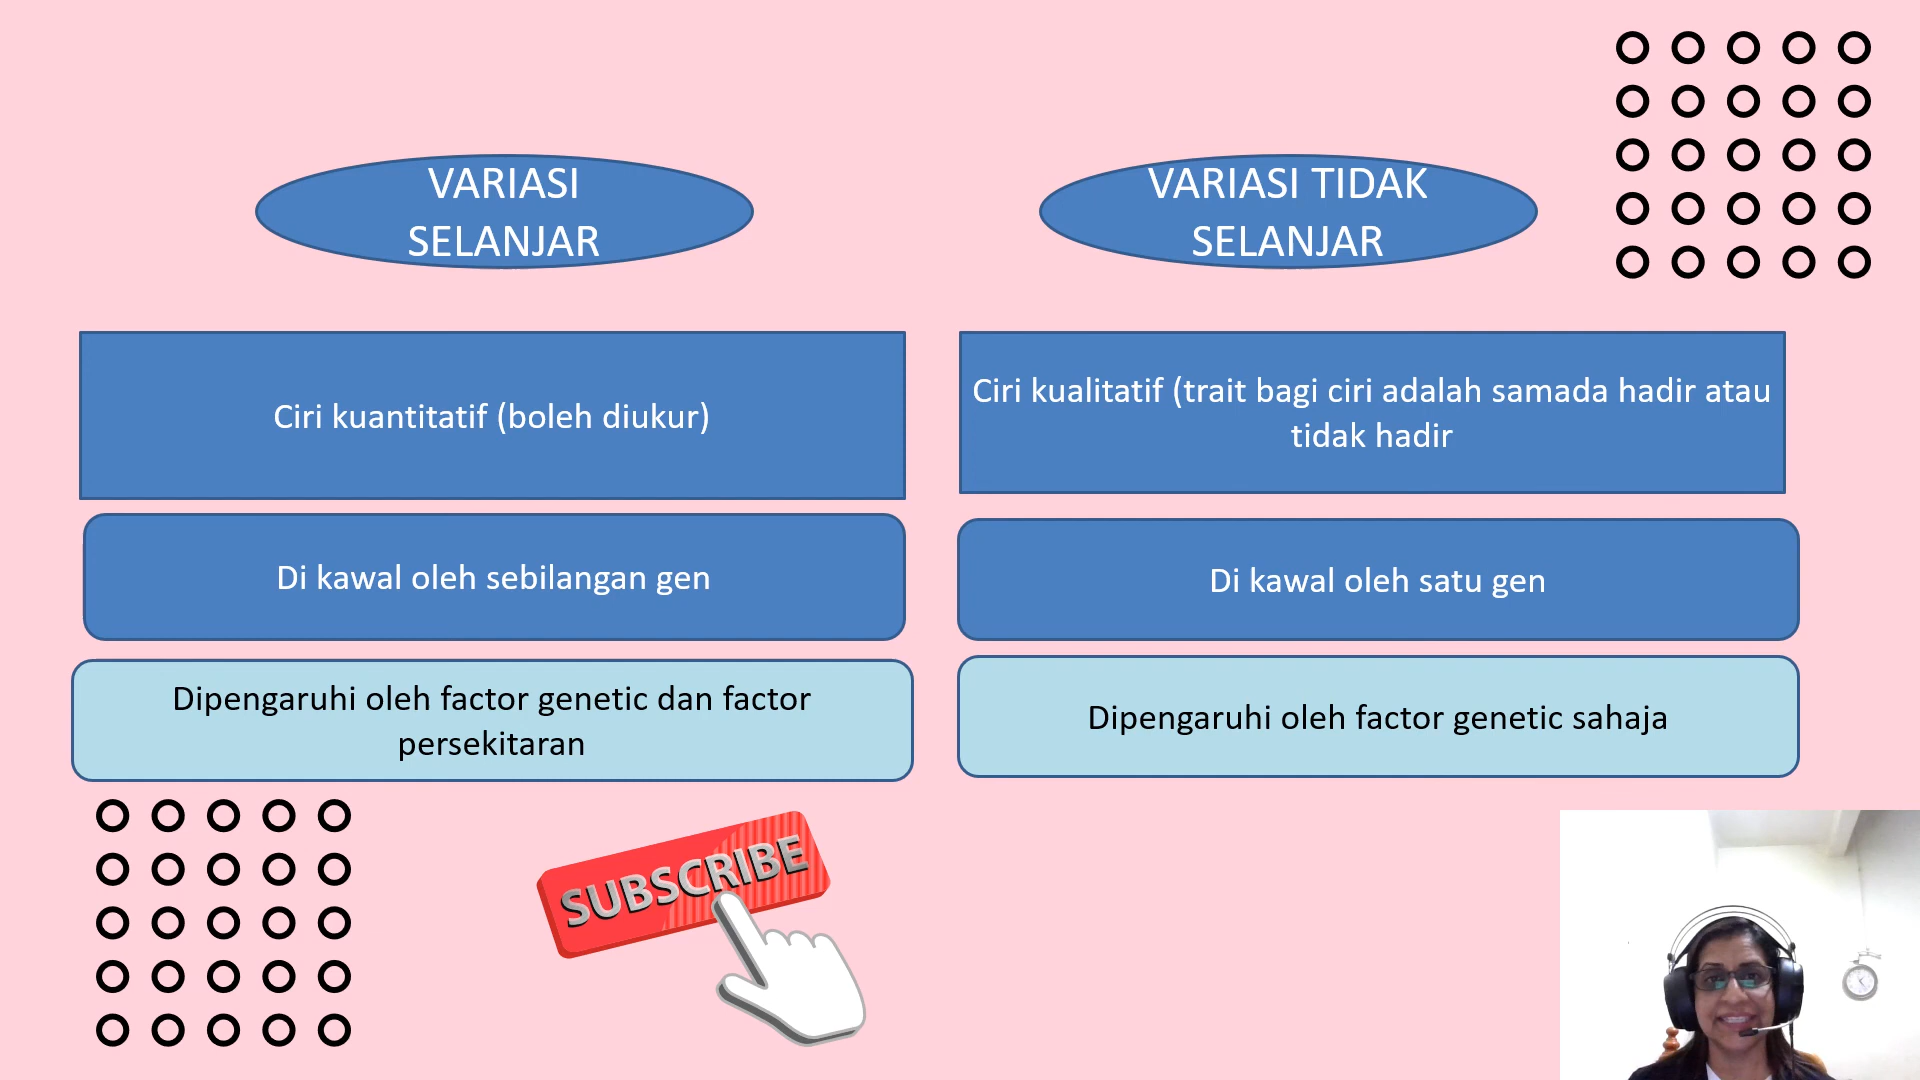 VARIASI
SELANJAR
VARIASI TIDAK
SELANJAR
Ciri kuantitatif (boleh diukur)
Ciri kualitatif (trait bagi ciri adalah samada hadir atau
tidak hadir
Di kawal oleh sebilangan gen
Di kawal oleh satu gen
Dipengaruhi oleh factor genetic dan factor
persekitaran
Dipengaruhi oleh factor genetic sahaja
SUBSCRIBE